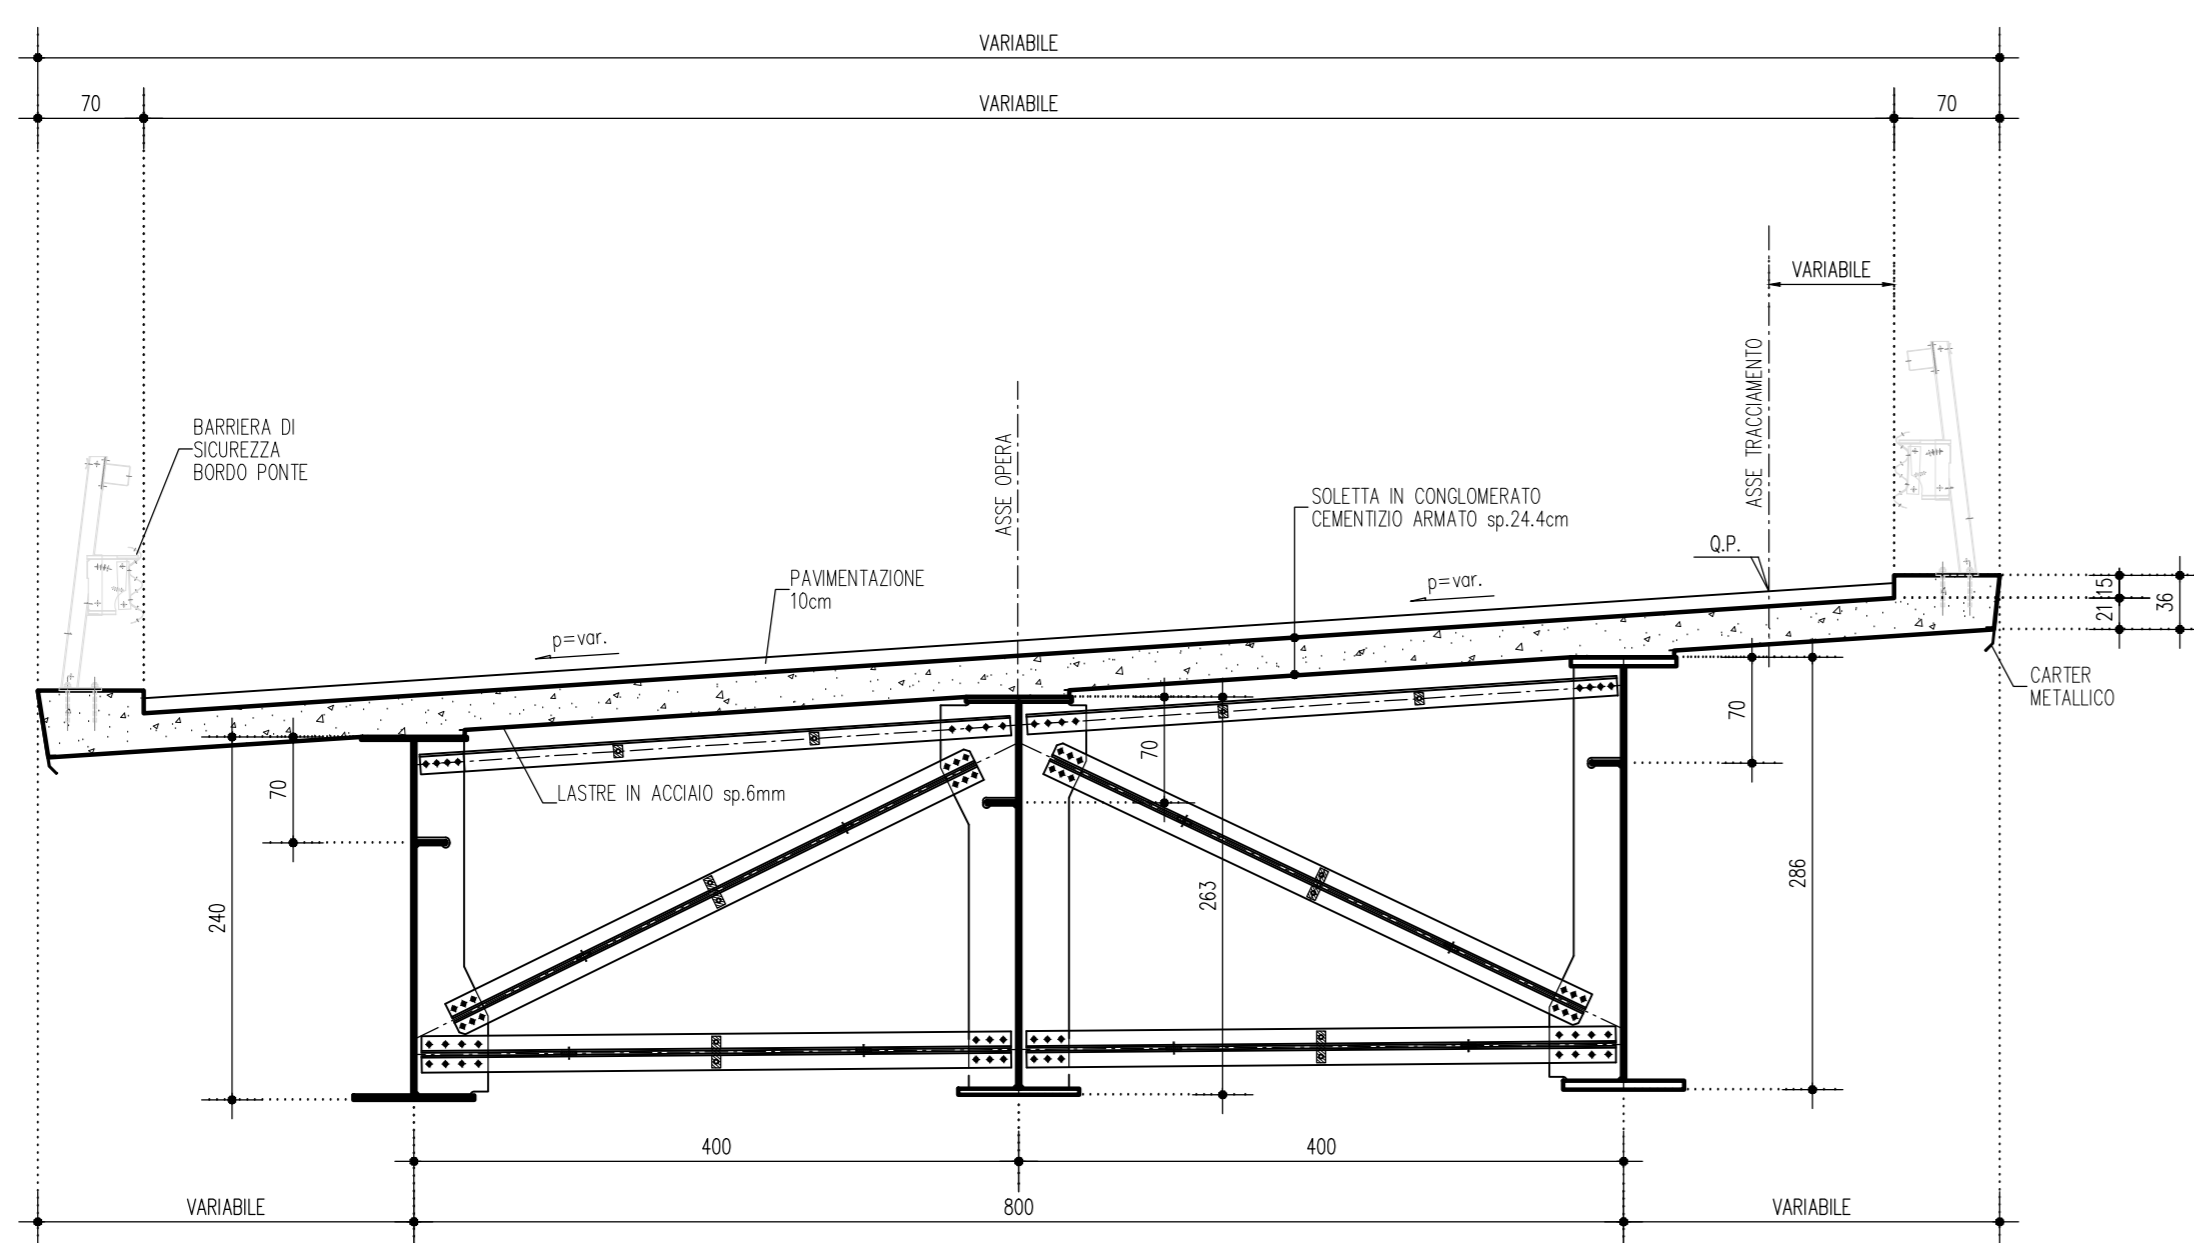 VARIABILE
70
VARIABILE
70
VARIABILE
ASSE TRACCIAMENTO
ASSE OPERA
BARRIERA DI
SICUREZZA
BORDO PONTE
SOLETTA IN CONGLOMERATO
CEMENTIZIO ARMATO sp.24.4cm
Q.P.
PAVIMENTAZIONE
10cm
p=var.
p=var.
21
15
36
CARTER
METALLICO
70
70
70
LASTRE IN ACCIAIO sp.6mm
240
263
286
400
400
VARIABILE
800
VARIABILE